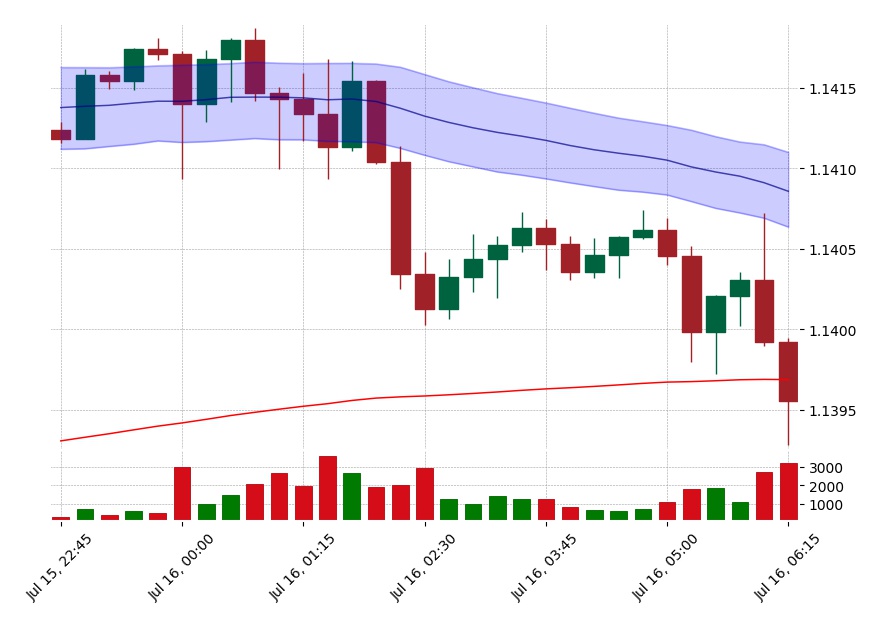 1.1415
1.1410
1.1405
1.1400
1.1395
3000
2000
1000
Jul 15, 22:45
Jul 16, 00:00
Jul 16, 01:15
Jul 16, 02:30
Jul 16, 03:45
Jul 16, 05:00
Jul 16, 06:15